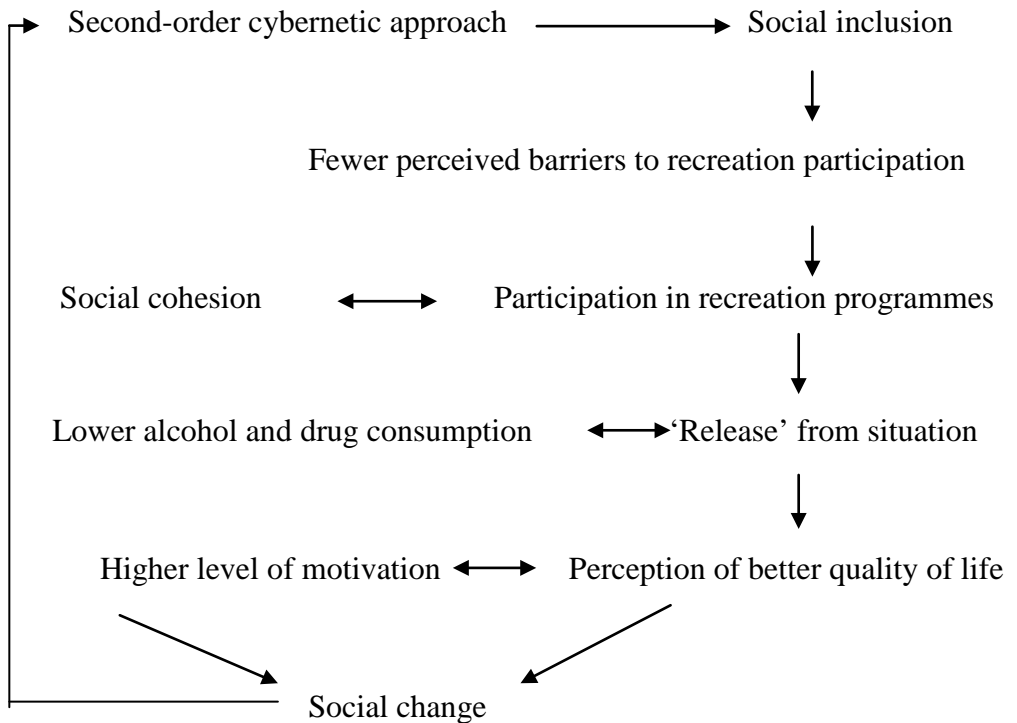 Second-order cybernetic approach Social inclusion
Fewer perceived barriers to recreation participation
Social cohesion Participation in recreation programmes
Lower alcohol and drug consumption ‘Release’ from situation
Higher level of motivation Perception of better quality of life
Social change